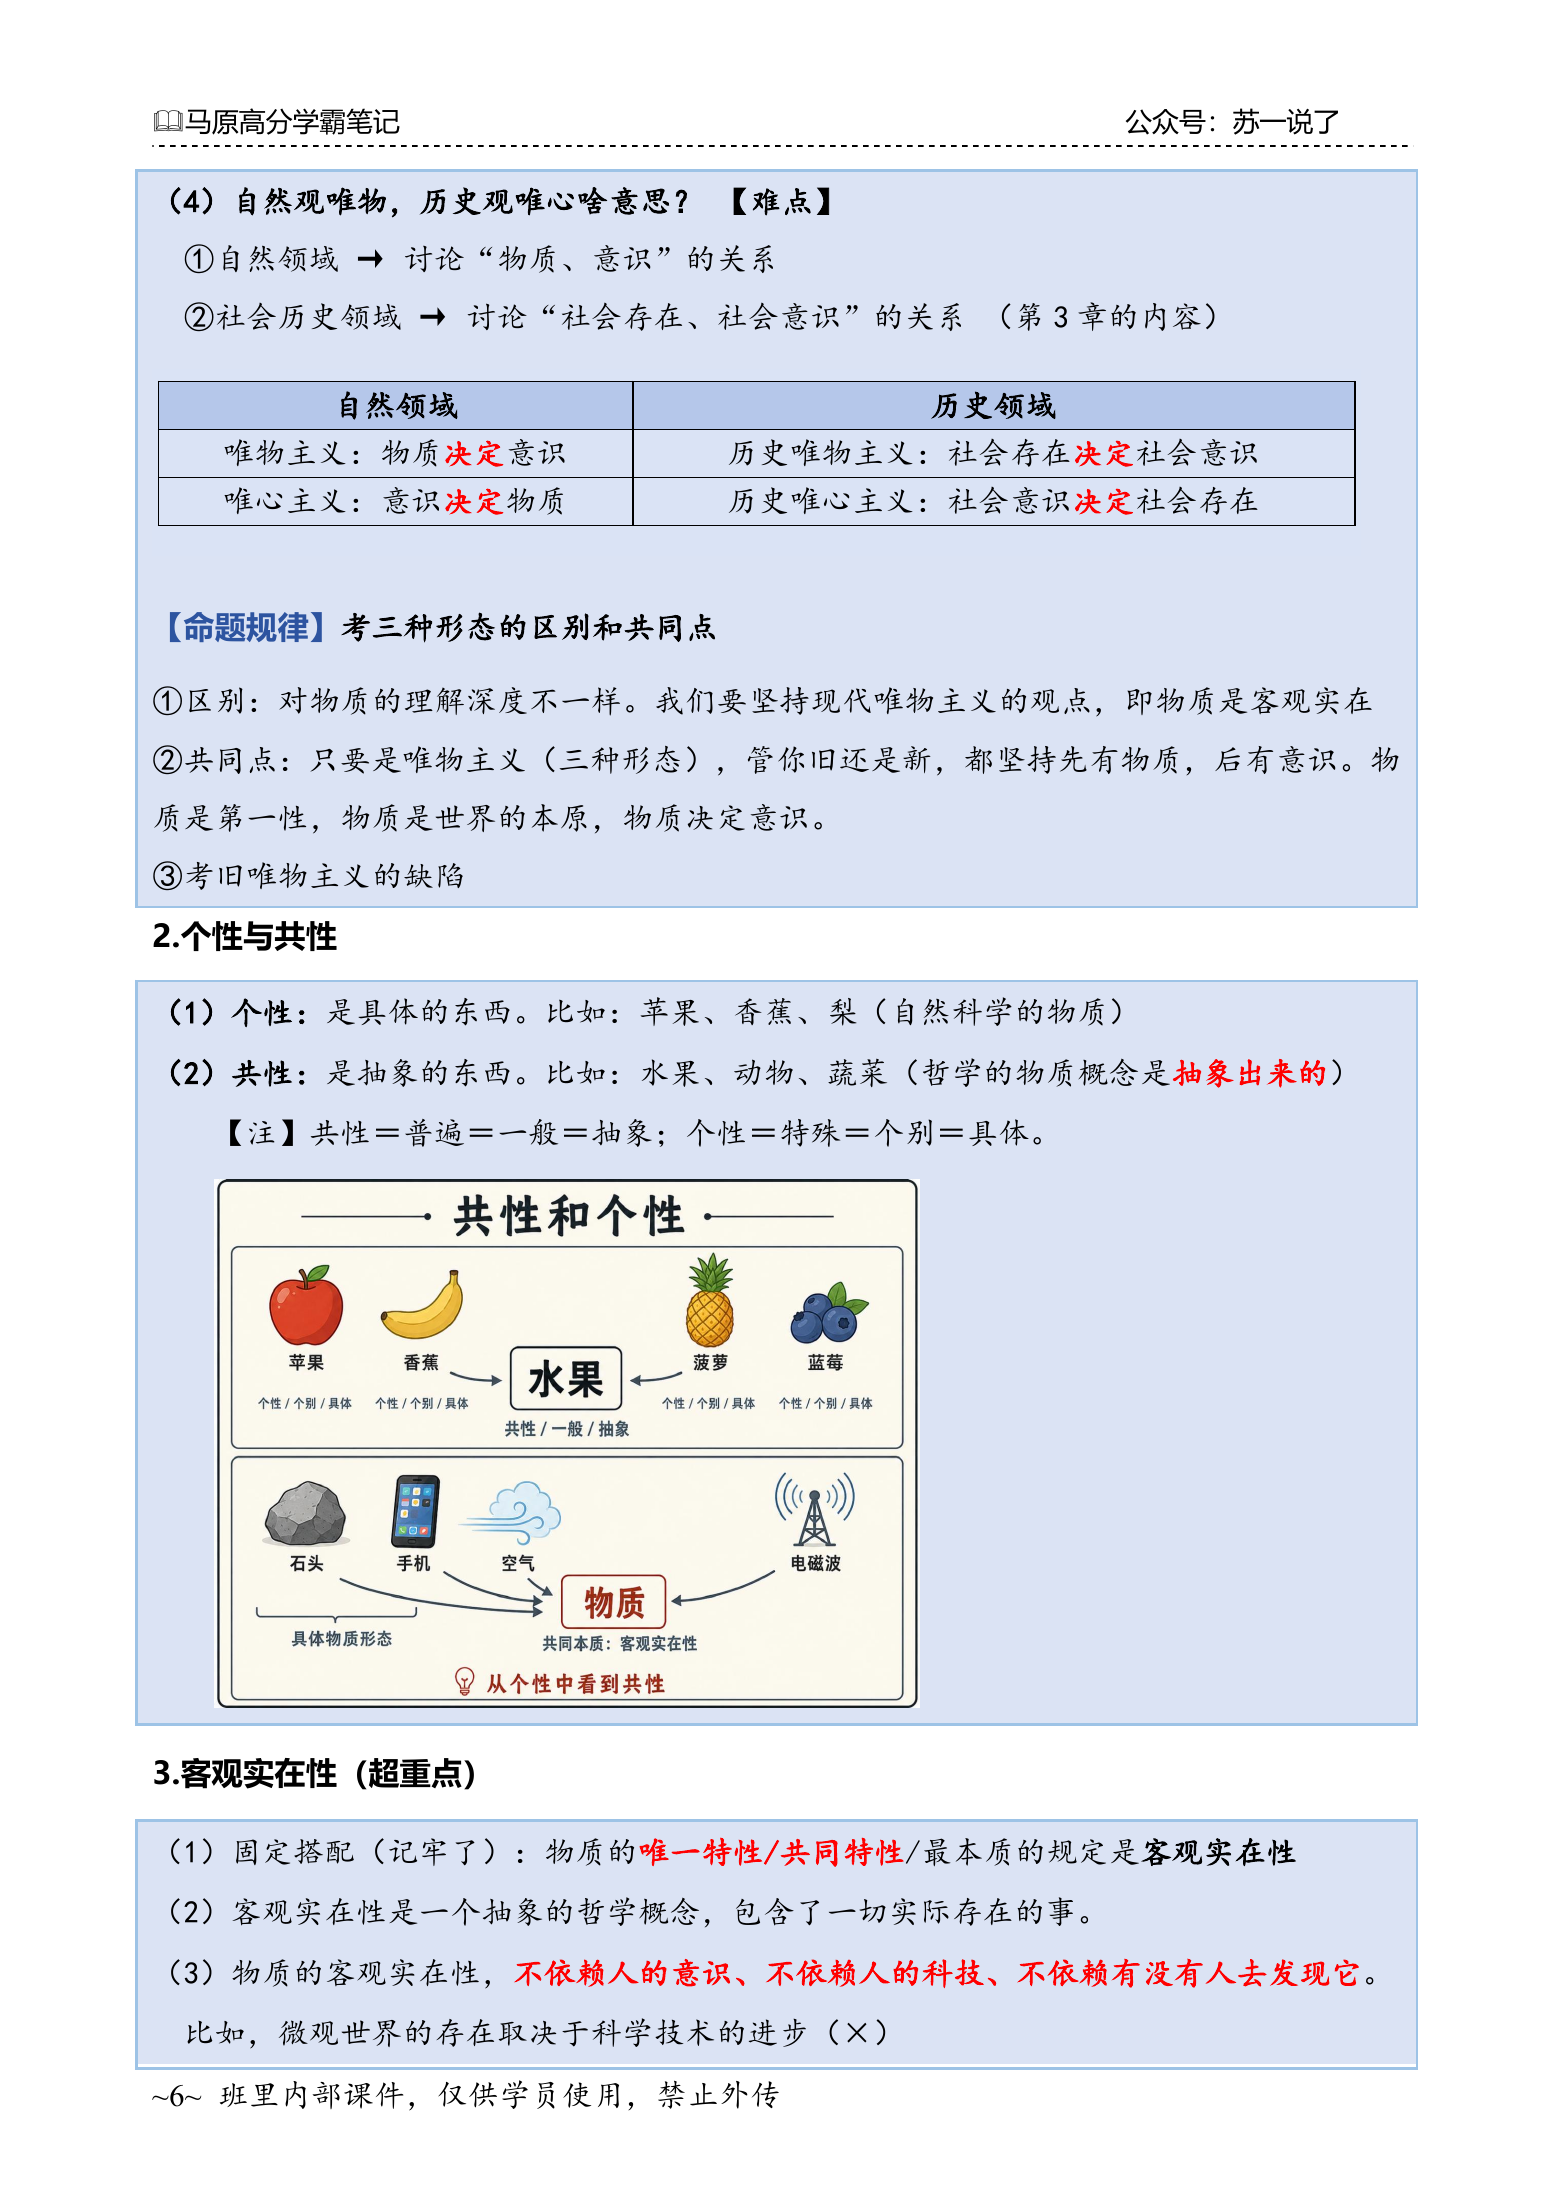 马原高分学霸笔记 公众号：苏一说了
（4）自然观唯物，历史观唯心啥意思？ 【难点】
①自然领域 → 讨论“物质、意识”的关系
②社会历史领域 → 讨论“社会存在、社会意识”的关系 （第 3 章的内容）
自然领域 历史领域
唯物主义：物质决定意识 历史唯物主义：社会存在决定社会意识
唯心主义：意识决定物质 历史唯心主义：社会意识决定社会存在
【命题规律】考三种形态的区别和共同点
①区别：对物质的理解深度不一样。我们要坚持现代唯物主义的观点，即物质是客观实在
②共同点：只要是唯物主义（三种形态），管你旧还是新，都坚持先有物质，后有意识。物
质是第一性，物质是世界的本原，物质决定意识。
③考旧唯物主义的缺陷
2.个性与共性
（1）个性：是具体的东西。比如：苹果、香蕉、梨（自然科学的物质）
（2）共性：是抽象的东西。比如：水果、动物、蔬菜（哲学的物质概念是抽象出来的）
【注】共性＝普遍＝一般＝抽象；个性＝特殊＝个别＝具体。
共性和个性
苹果 香蕉 菠萝 蓝莓
水果
个性 / 个别 / 具体 个性 / 个别 / 具体 个性 / 个别 / 具体 个性 / 个别 / 具体
共性 / 一般 / 抽象
石头 手机 空气 电磁波
物质
具体物质形态 共同本质：客观实在性
从个性中看到共性
3.客观实在性（超重点）
（1）固定搭配（记牢了）：物质的唯一特性/共同特性/最本质的规定是客观实在性
（2）客观实在性是一个抽象的哲学概念，包含了一切实际存在的事。
（3）物质的客观实在性，不依赖人的意识、不依赖人的科技、不依赖有没有人去发现它。
比如，微观世界的存在取决于科学技术的进步（×）
~6~ 班里内部课件，仅供学员使用，禁止外传